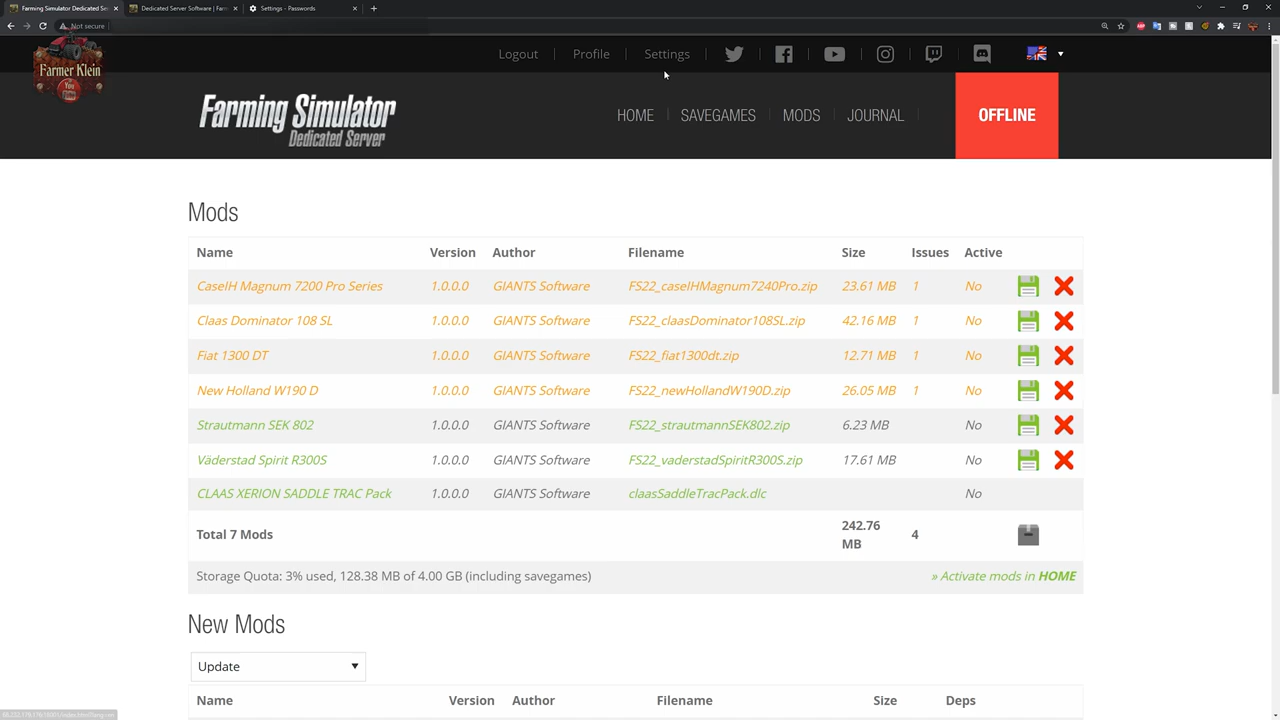 Farming Simulator Dedicated Se
Dedicated Server Software | Farm
Settings - Passwords
Not secure
Farmer Klein
You Tube
Logout
Profile
Settings
Farming Simulator
Dedicated Server
HOME
SAVEGAMES
MODS
JOURNAL
OFFLINE
Mods
Name Version Author Filename Size Issues Active
CaseIH Magnum 7200 Pro Series 1.0.0.0 GIANTS Software FS22_caseIHMagnum7240Pro.zip 23.61 MB 1 No
Claas Dominator 108 SL 1.0.0.0 GIANTS Software FS22_claasDominator108SL.zip 42.16 MB 1 No
Fiat 1300 DT 1.0.0.0 GIANTS Software FS22_fiat1300dt.zip 12.71 MB 1 No
New Holland W190 D 1.0.0.0 GIANTS Software FS22_newHollandW190D.zip 26.05 MB 1 No
Strautmann SEK 802 1.0.0.0 GIANTS Software FS22_strautmannSEK802.zip 6.23 MB No
Väderstad Spirit R300S 1.0.0.0 GIANTS Software FS22_vaderstadSpiritR300S.zip 17.61 MB No
CLAAS XERION SADDLE TRAC Pack 1.0.0.0 GIANTS Software claasSaddleTracPack.dlc No
Total 7 Mods 242.76 4
MB
Storage Quota: 3% used, 128.38 MB of 4.00 GB (including savegames) » Activate mods in HOME
New Mods
Update
Name Version Author Filename Size Deps